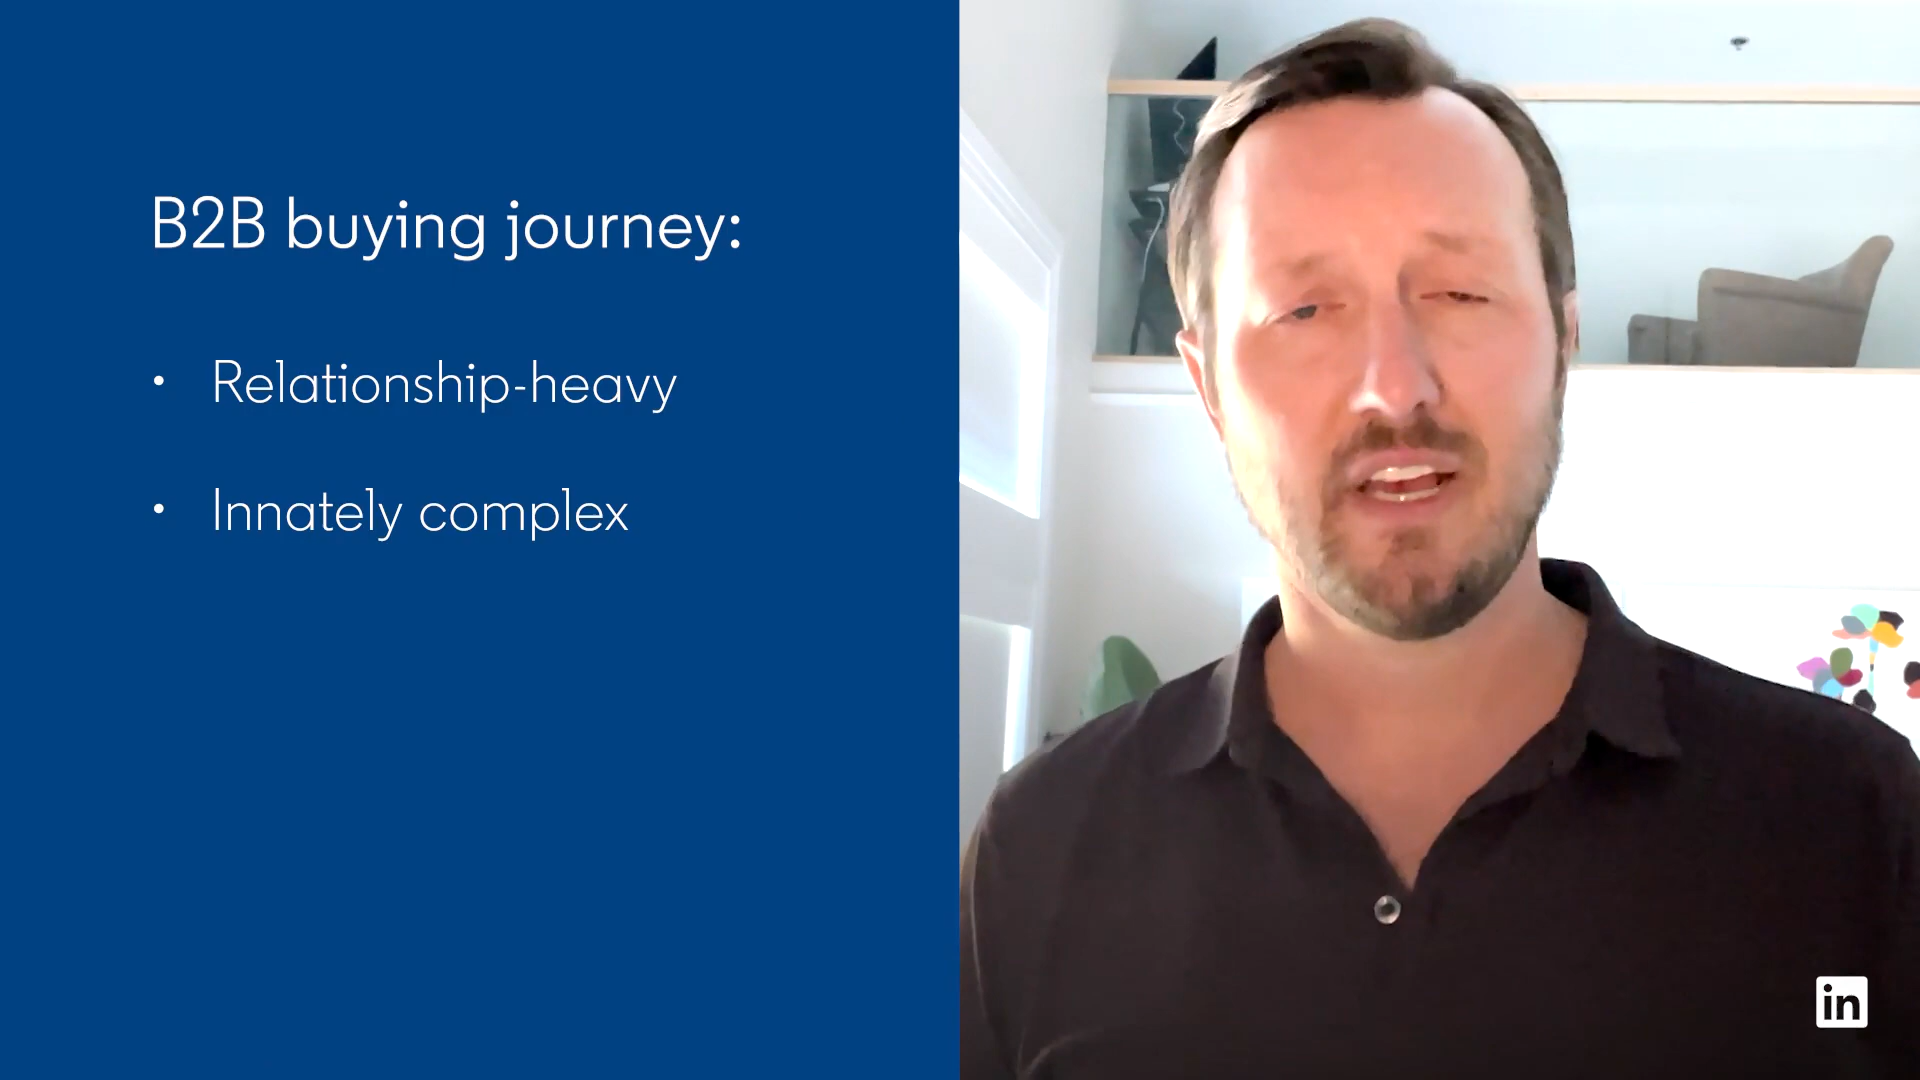 B2B buying journey:
• Relationship-heavy
• Innately complex
in